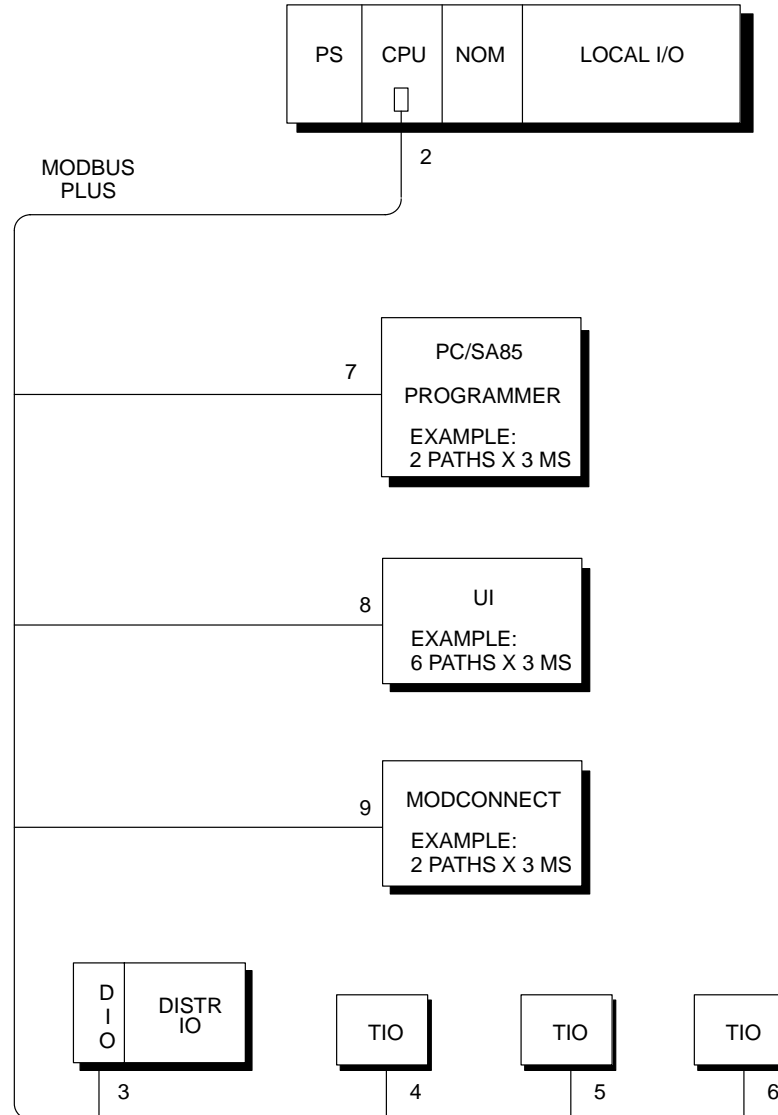 PS CPU NOM LOCAL I/O
2
MODBUS
PLUS
7
PC/SA85
PROGRAMMER
EXAMPLE:
2 PATHS X 3 MS
8
UI
EXAMPLE:
6 PATHS X 3 MS
9
MODCONNECT
EXAMPLE:
2 PATHS X 3 MS
D
I
O
DISTR
IO
TIO
TIO
TIO
3
4
5
6